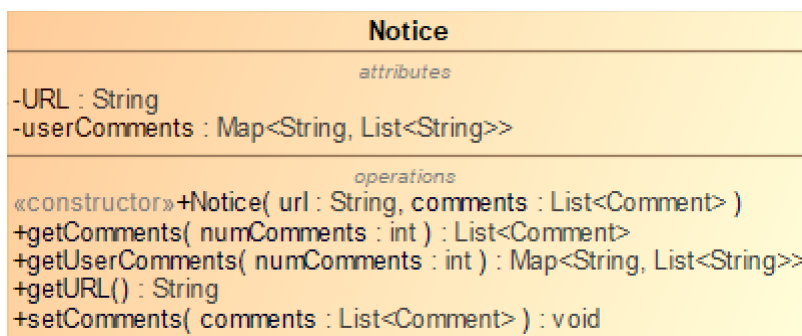 Notice
attributes
-URL : String
-userComments : Map<String, List<String>>
operations
«constructor»+Notice( url : String, comments : List<Comment> )
+getComments( numComments : int ) : List<Comment>
+getUserComments( numComments : int ) : Map<String, List<String>>
+getURL() : String
+setComments( comments : List<Comment> ) : void